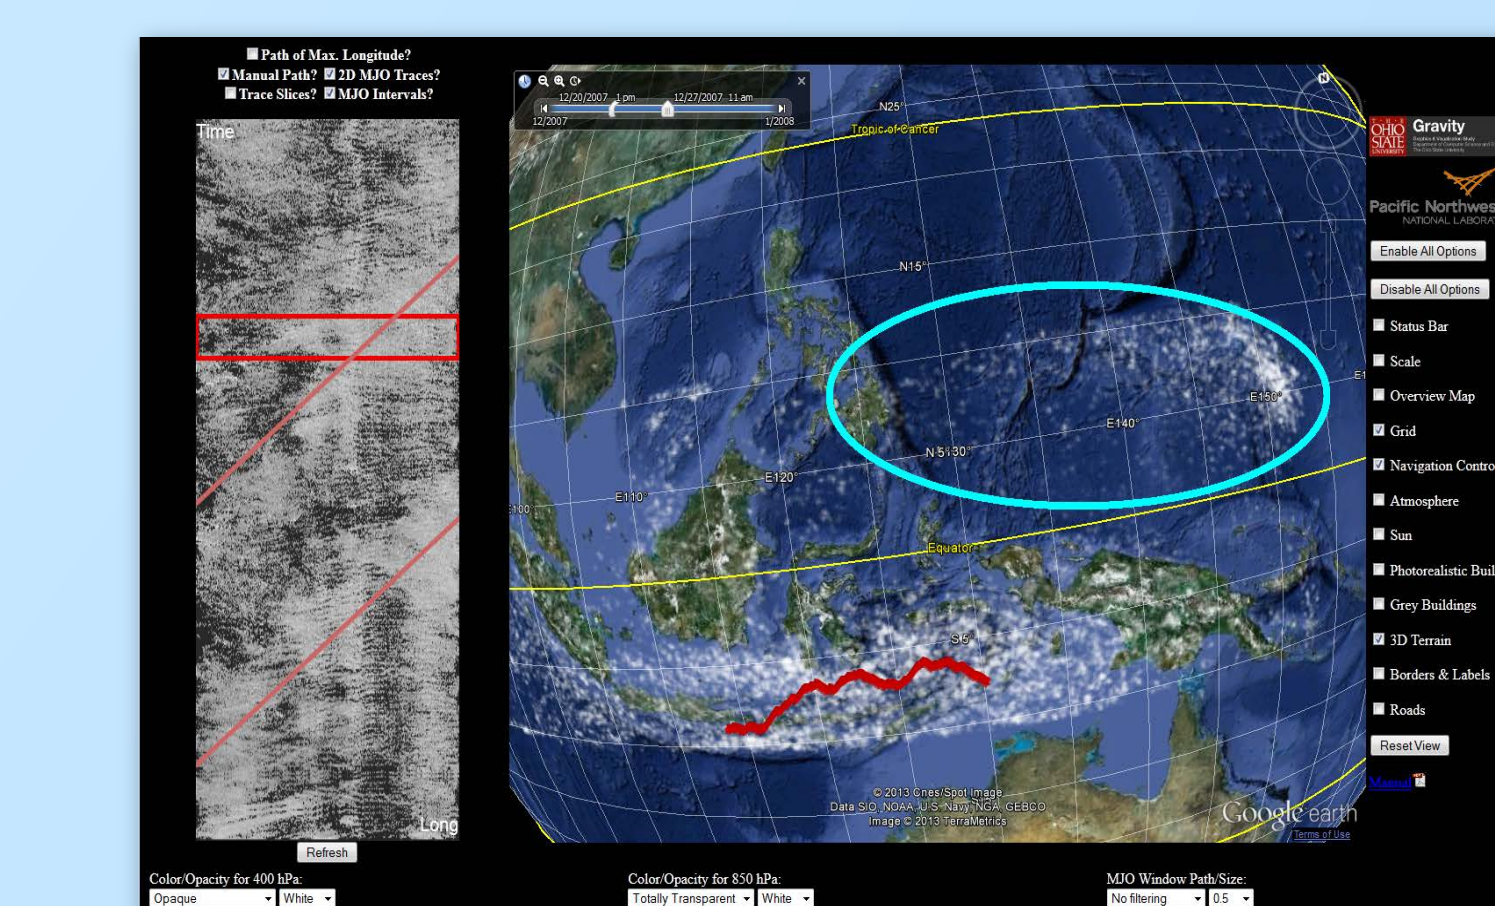 Path of Max. Longitude?
Manual Path? 2D MJO Traces?
Trace Slices? MJO Intervals?
Time
Long
Refresh
12/20/2007 1 pm 12/27/2007 11 am
12/2007 1/2008
N
N25°
Tropic of Cancer
N15°
E150°
E140°
E120°
E110°
E100°
Equator
S 5°
© 2013 Cnes/Spot Image
Data SIO, NOAA, U.S. Navy, NGA, GEBCO
Image © 2013 TerraMetrics
Google earth
Terms of Use
THE
OHIO
STATE
UNIVERSITY
Gravity
Pacific Northwes
NATIONAL LABORA
Enable All Options
Disable All Options
Status Bar
Scale
Overview Map
Grid
Navigation Contro
Atmosphere
Sun
Photorealistic Buil
Grey Buildings
3D Terrain
Borders & Labels
Roads
Reset View
Manual
Color/Opacity for 400 hPa:
Opaque White
Color/Opacity for 850 hPa:
Totally Transparent White
MJO Window Path/Size:
No filtering 0.5